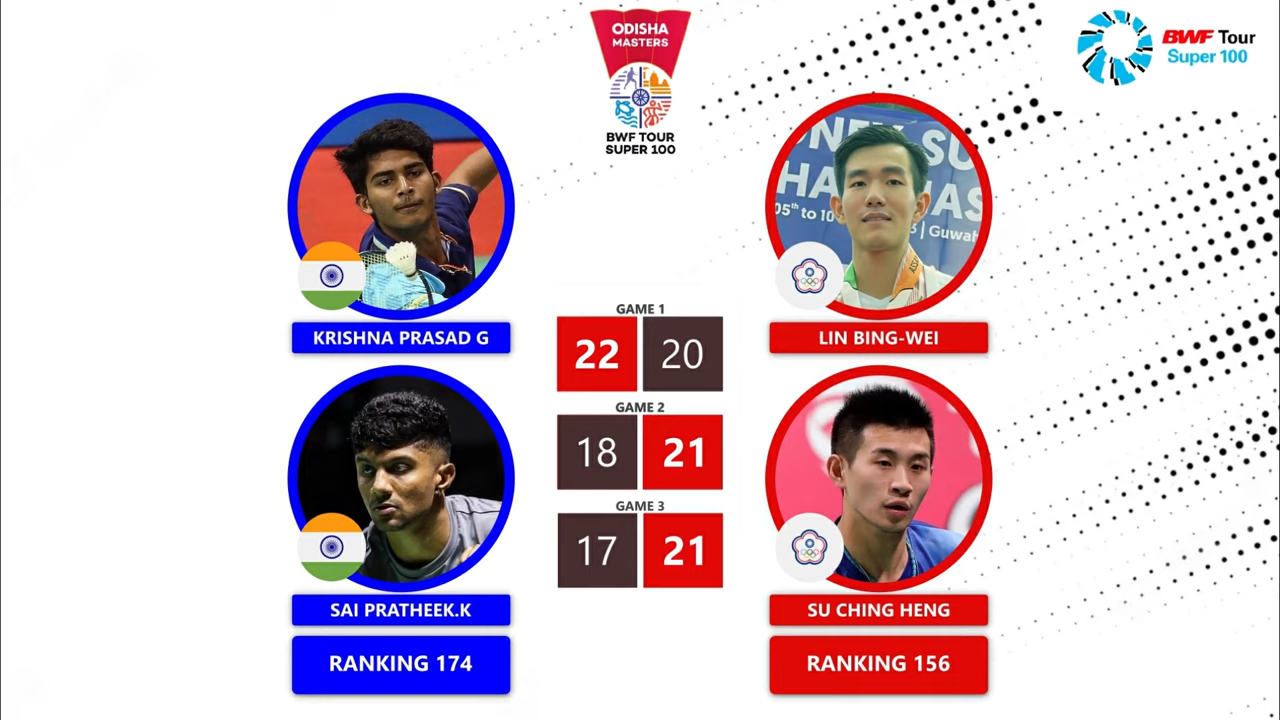 ODISHA
MASTERS
BWF TOUR
SUPER 100
BWF Tour
Super 100
KRISHNA PRASAD G
LIN BING-WEI
GAME 1
22 20
GAME 2
18 21
GAME 3
17 21
SAI PRATHEEK.K
SU CHING HENG
RANKING 174
RANKING 156